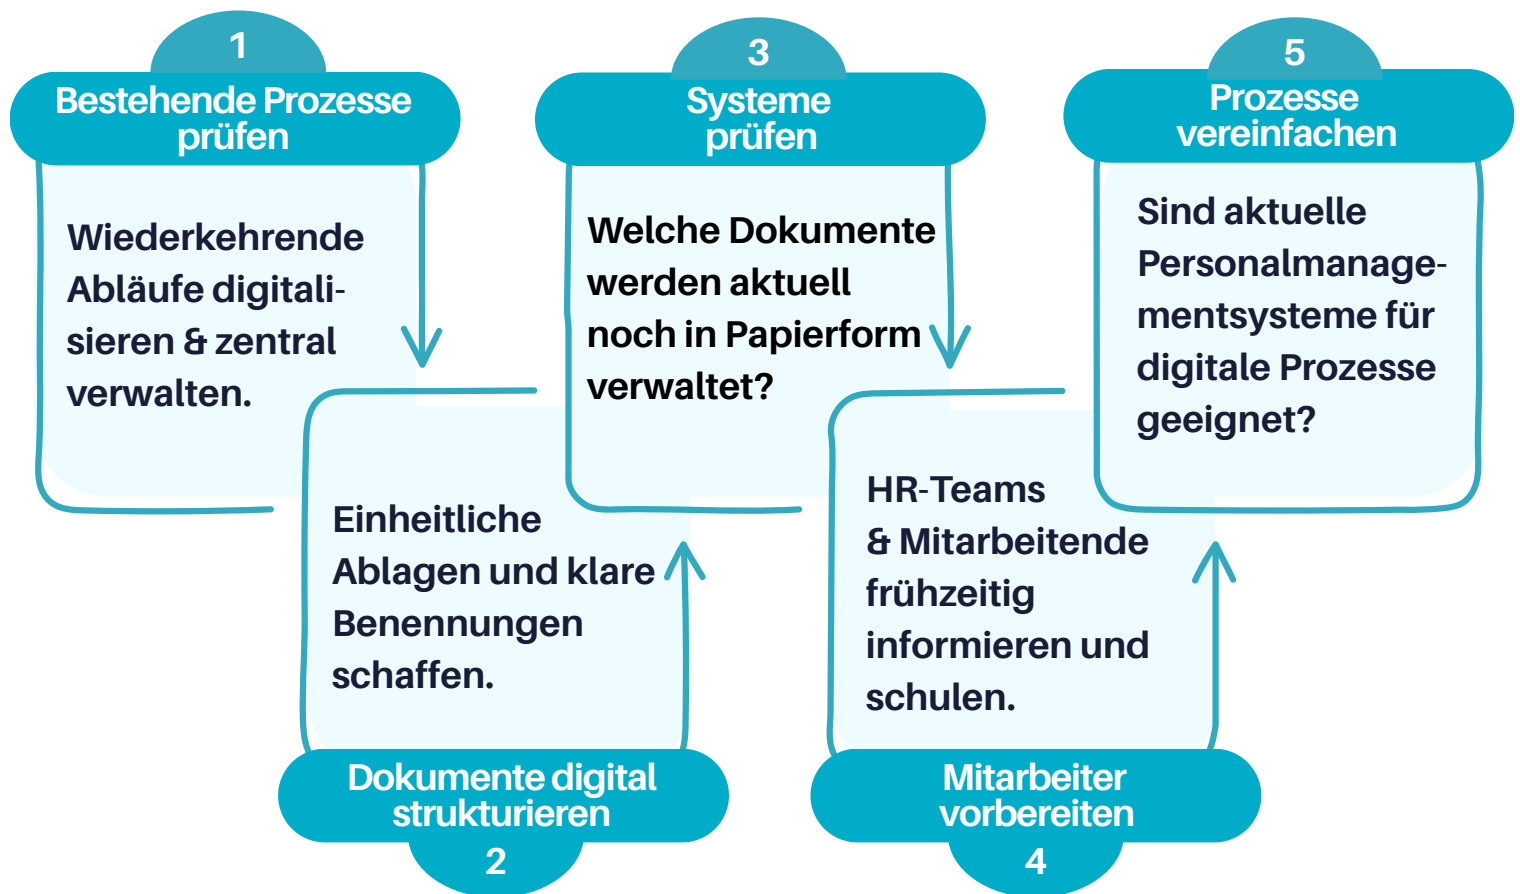 1
Bestehende Prozesse
prüfen
Wiederkehrende
Abläufe digitali-
sieren & zentral
verwalten.
Einheitliche
Ablagen und klare
Benennungen
schaffen.
Dokumente digital
strukturieren
2
3
Systeme
prüfen
Welche Dokumente
werden aktuell
noch in Papierform
verwaltet?
HR-Teams
& Mitarbeitende
frühzeitig
informieren und
schulen.
Mitarbeiter
vorbereiten
4
5
Prozesse
vereinfachen
Sind aktuelle
Personalmanage-
mentsysteme für
digitale Prozesse
geeignet?